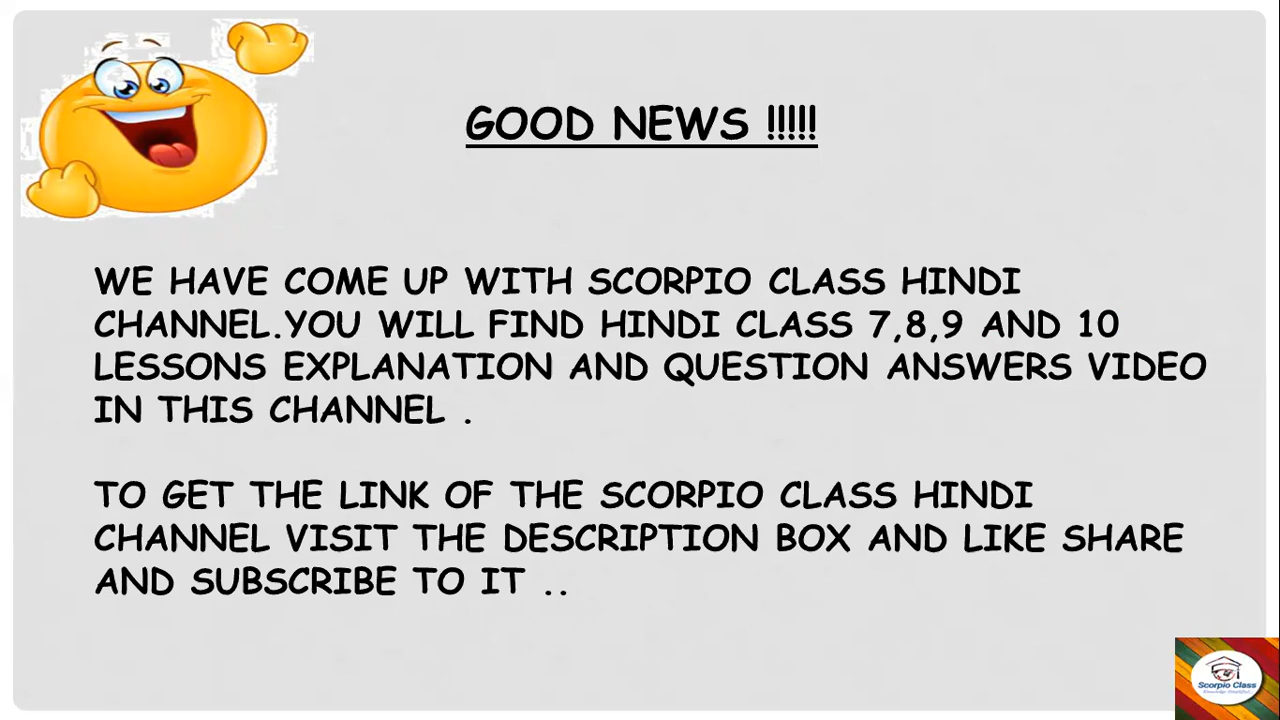 GOOD NEWS !!!!!
WE HAVE COME UP WITH SCORPIO CLASS HINDI
CHANNEL.YOU WILL FIND HINDI CLASS 7,8,9 AND 10
LESSONS EXPLANATION AND QUESTION ANSWERS VIDEO
IN THIS CHANNEL .
TO GET THE LINK OF THE SCORPIO CLASS HINDI
CHANNEL VISIT THE DESCRIPTION BOX AND LIKE SHARE
AND SUBSCRIBE TO IT ..
Scorpio Class